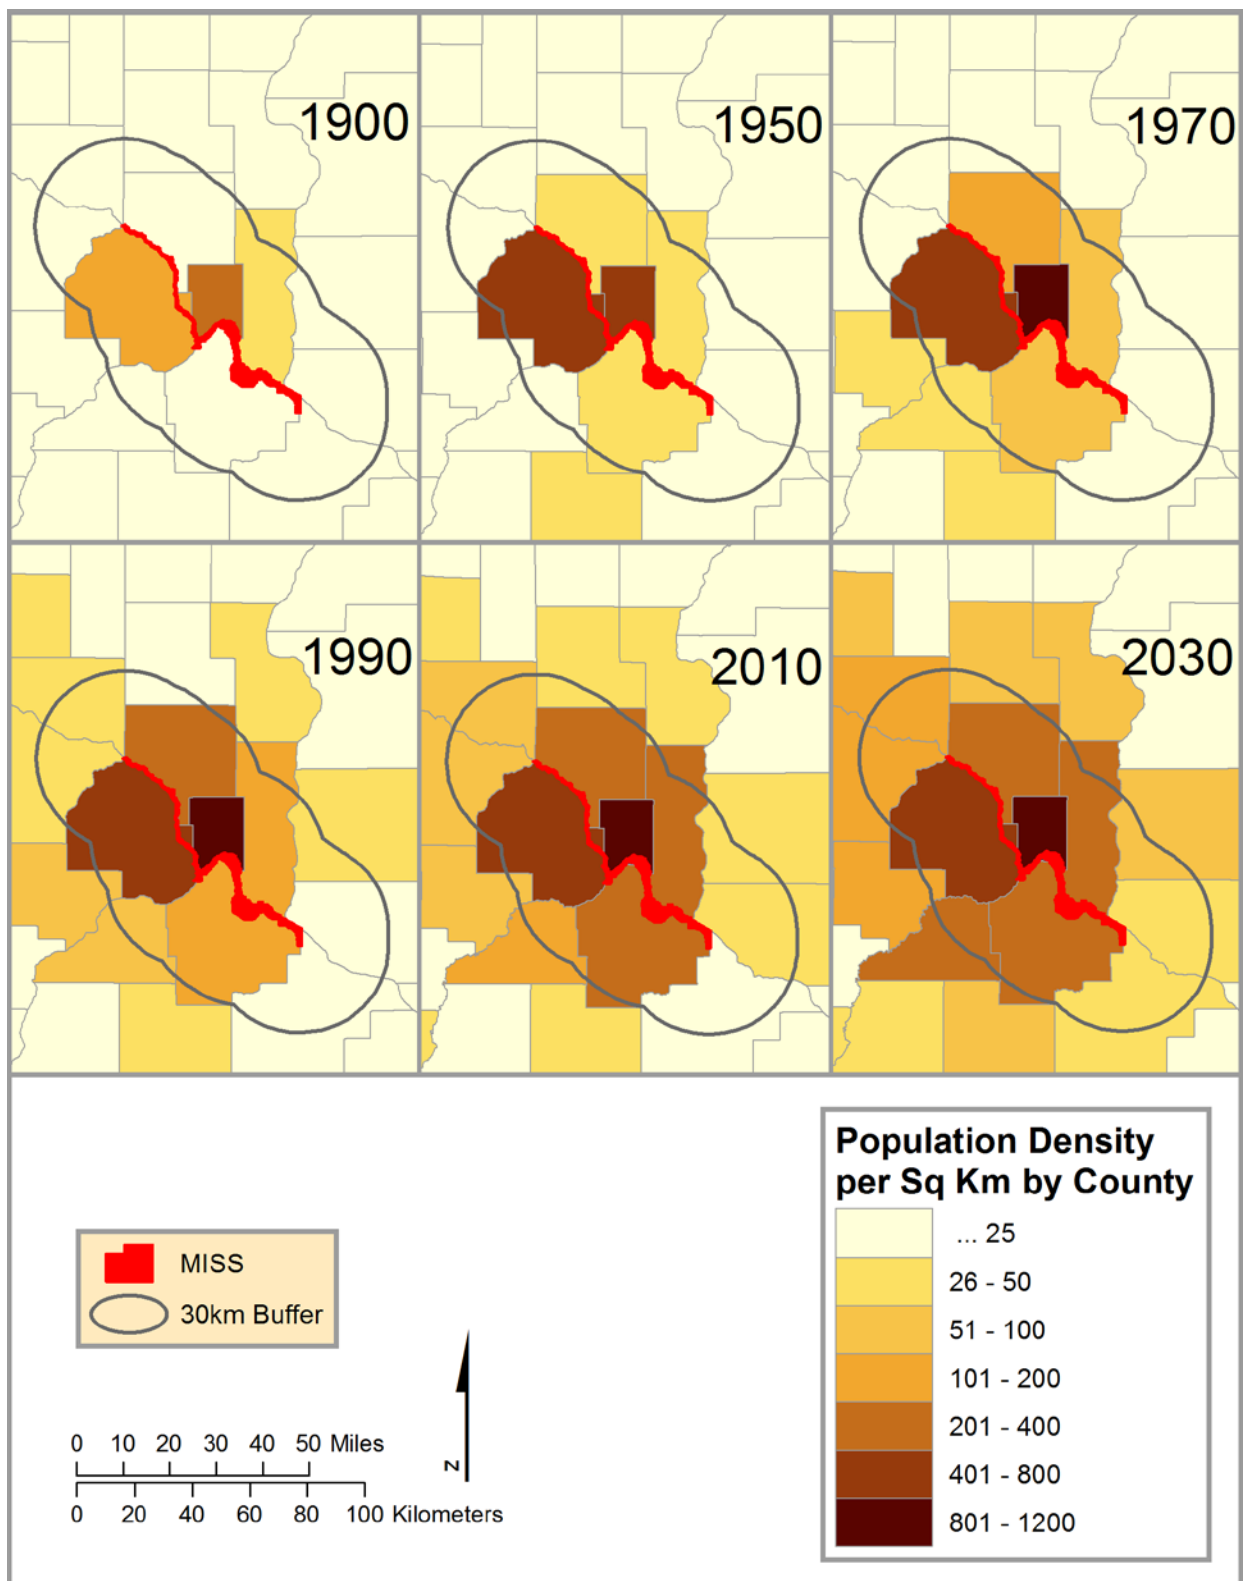 1900
1950
1970
1990
2010
2030
Population Density
per Sq Km by County
... 25
26 - 50
51 - 100
101 - 200
201 - 400
401 - 800
801 - 1200
MISS
30km Buffer
N
0 10 20 30 40 50 Miles
0 20 40 60 80 100 Kilometers